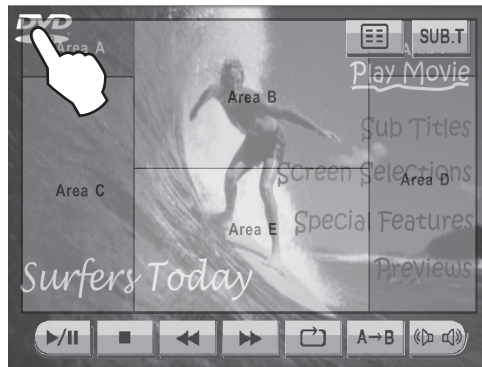 DVD
SUB.T
Area A
Play Movie
Area B
Sub Titles
Screen Selections
Area C
Area D
Special Features
Area E
Previews
Surfers Today
A→B